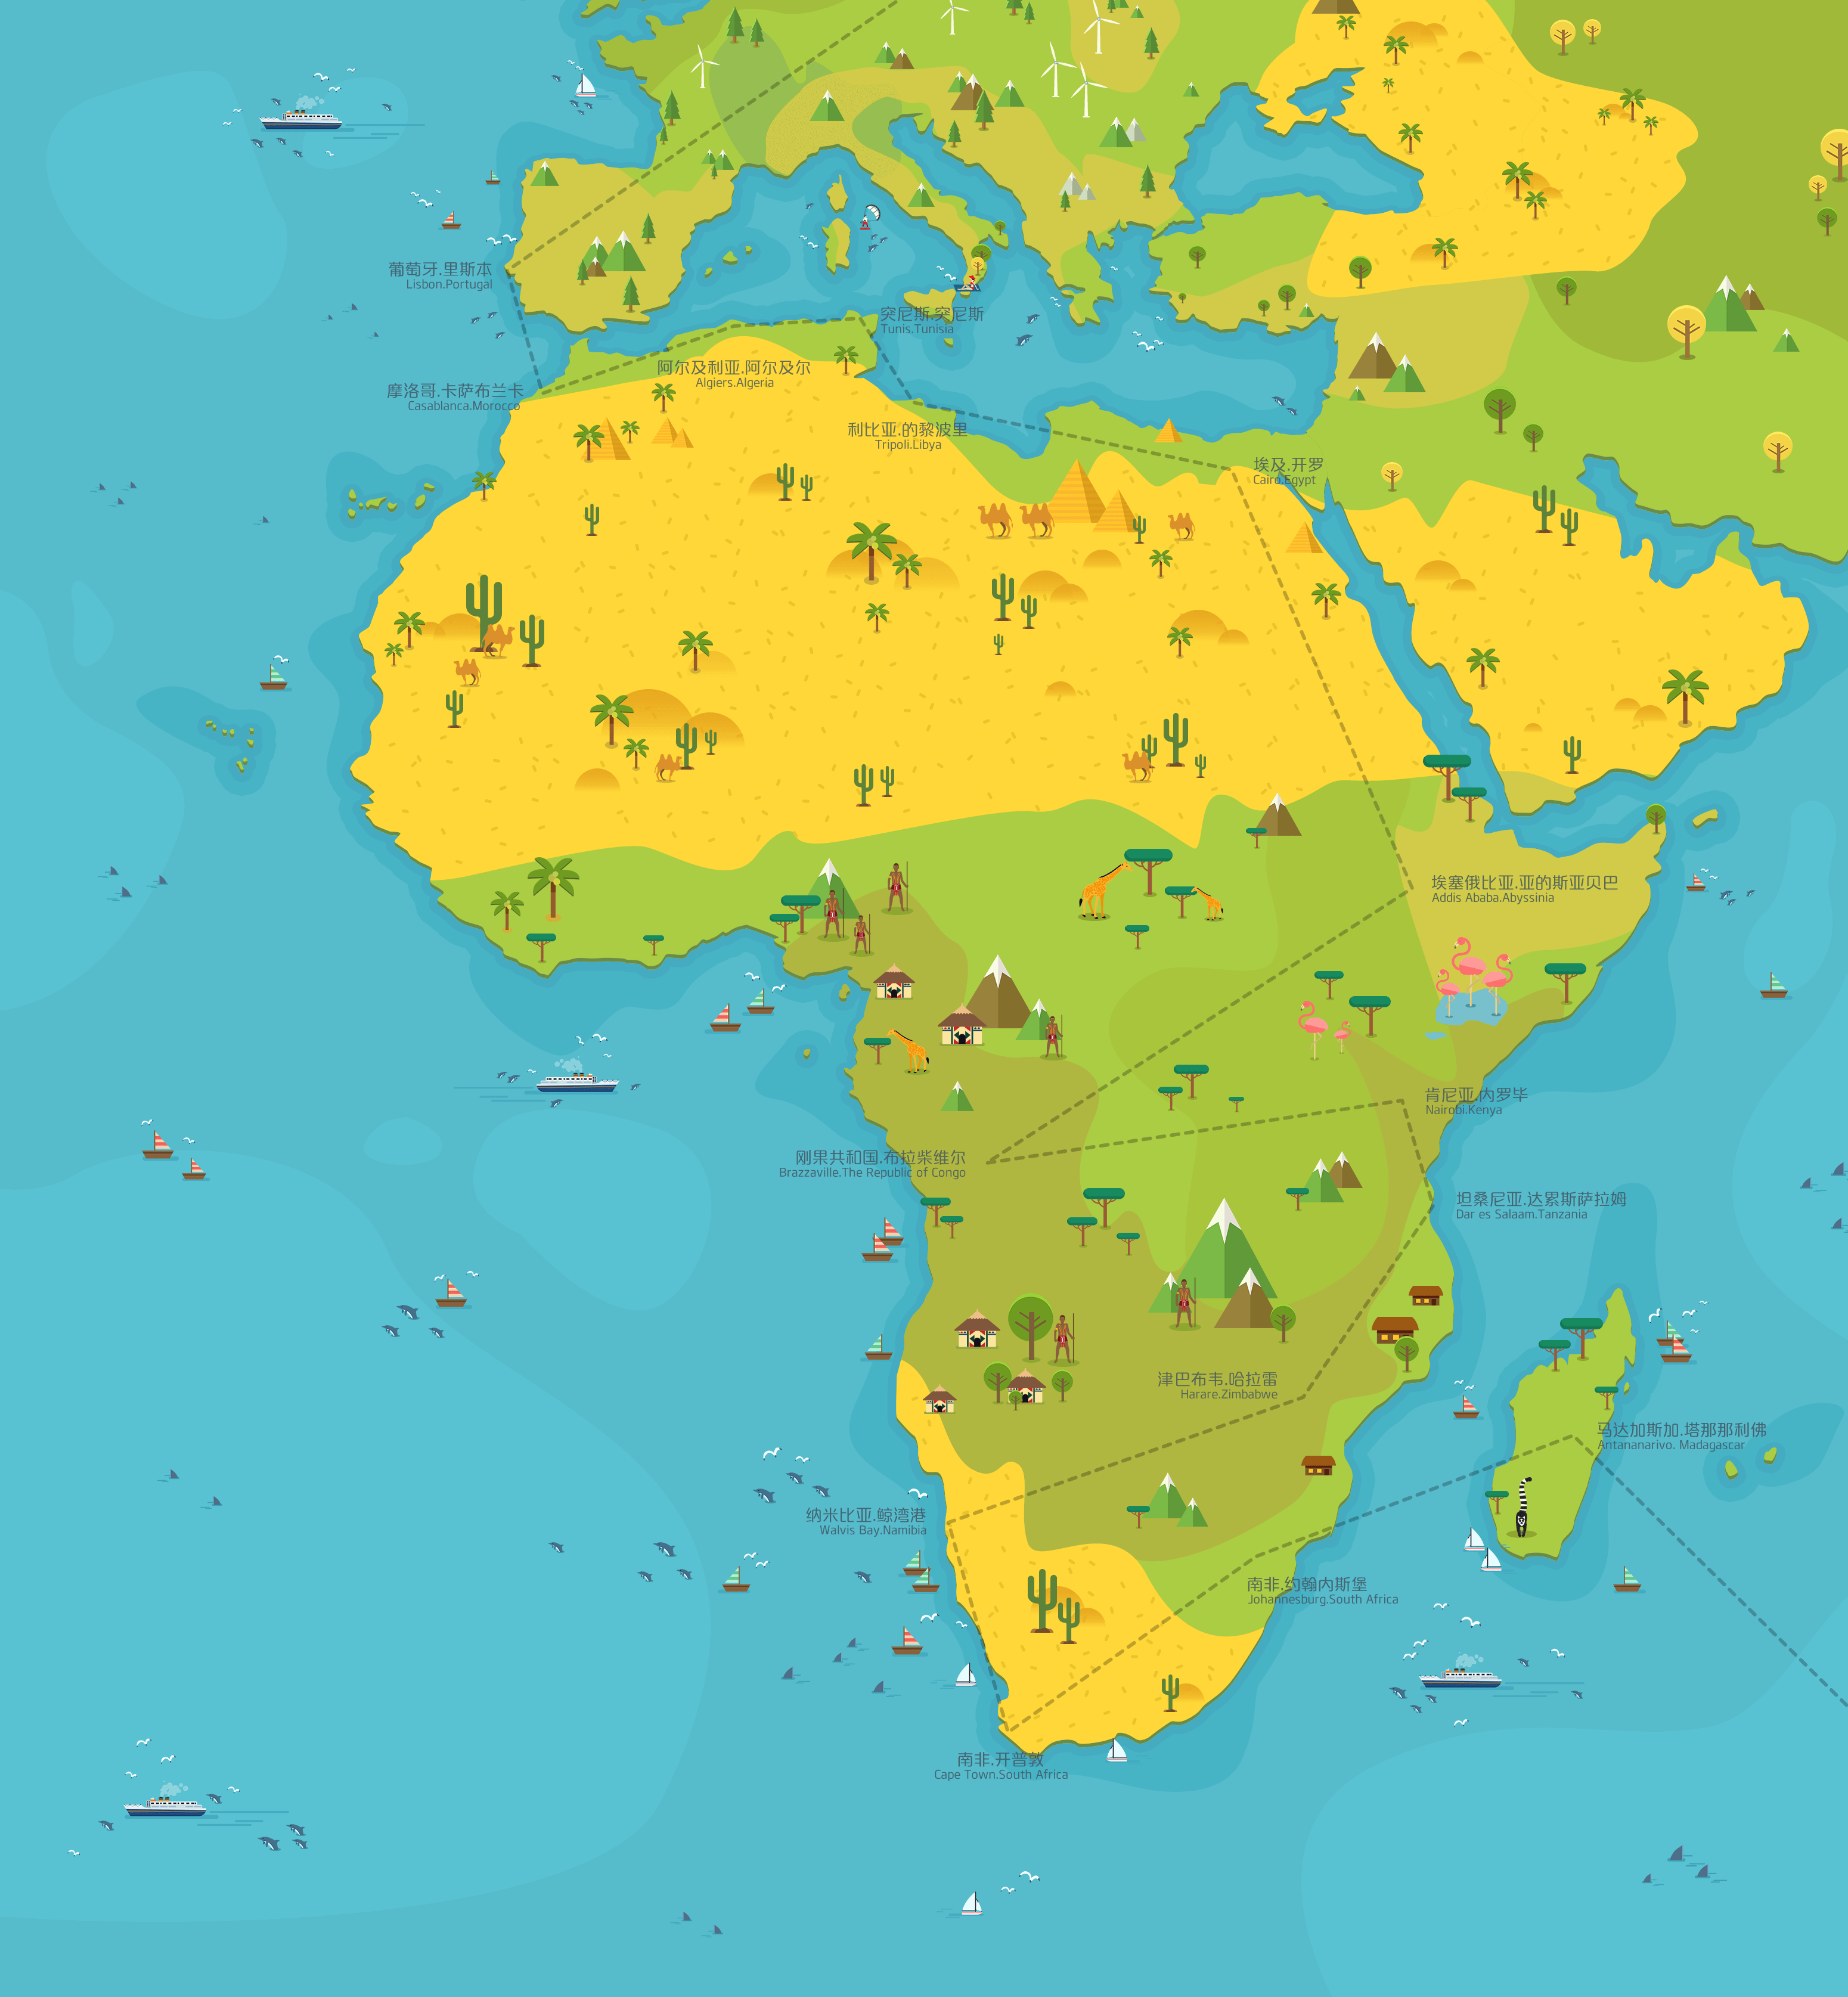 葡萄牙.里斯本
Lisbon.Portugal
突尼斯.突尼斯
Tunis.Tunisia
阿尔及利亚.阿尔及尔
Algiers.Algeria
摩洛哥.卡萨布兰卡
Casablanca.Morocco
利比亚.的黎波里
Tripoli.Libya
埃及.开罗
Cairo.Egypt
埃塞俄比亚.亚的斯亚贝巴
Addis Ababa.Abyssinia
肯尼亚.内罗毕
Nairobi.Kenya
刚果共和国.布拉柴维尔
Brazzaville.The Republic of Congo
坦桑尼亚.达累斯萨拉姆
Dar es Salaam.Tanzania
津巴布韦.哈拉雷
Harare.Zimbabwe
马达加斯加.塔那那利佛
Antananarivo. Madagascar
纳米比亚.鲸湾港
Walvis Bay.Namibia
南非.约翰内斯堡
Johannesburg.South Africa
南非.开普敦
Cape Town.South Africa